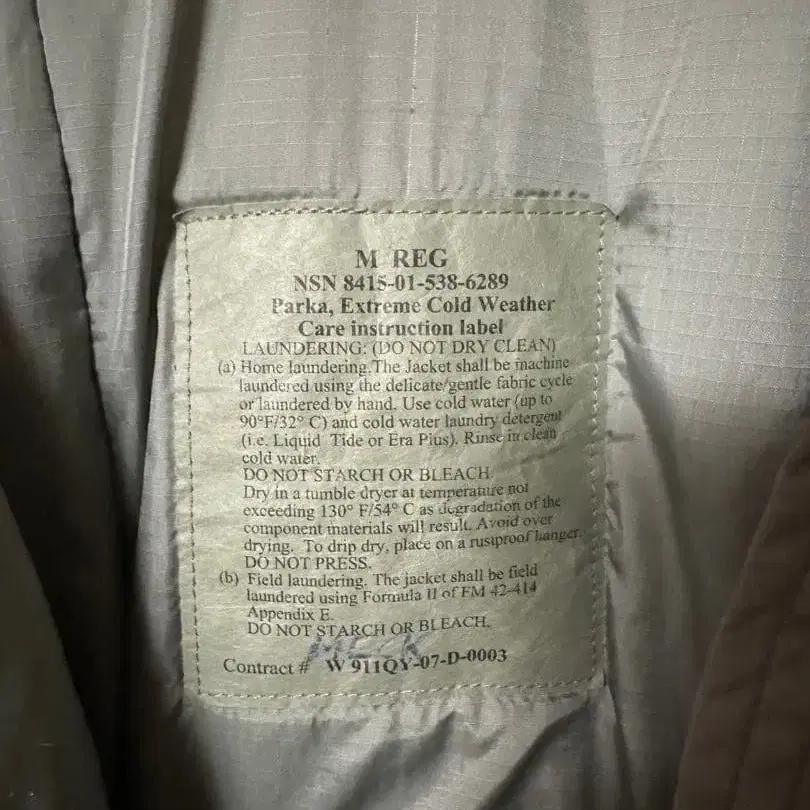 M REG
NSN 8415-01-538-6289
Parka, Extreme Cold Weather
Care instruction label
LAUNDERING: (DO NOT DRY CLEAN)
(a) Home laundering.The Jacket shall be machine
laundered using the delicate/gentle fabric cycle
or laundered by hand. Use cold water (up to
90°F/32° C) and cold water laundry detergent
(i.e. Liquid Tide or Era Plus). Rinse in clean
cold water.
DO NOT STARCH OR BLEACH.
Dry in a tumble dryer at temperature not
exceeding 130° F/54° C as degradation of the
component materials will result. Avoid over
drying. To drip dry, place on a rustproof hanger.
DO NOT PRESS.
(b) Field laundering. The jacket shall be field
laundered using Formula II of FM 42-414
Appendix E.
DO NOT STARCH OR BLEACH.
Contract # W911QY-07-D-0003